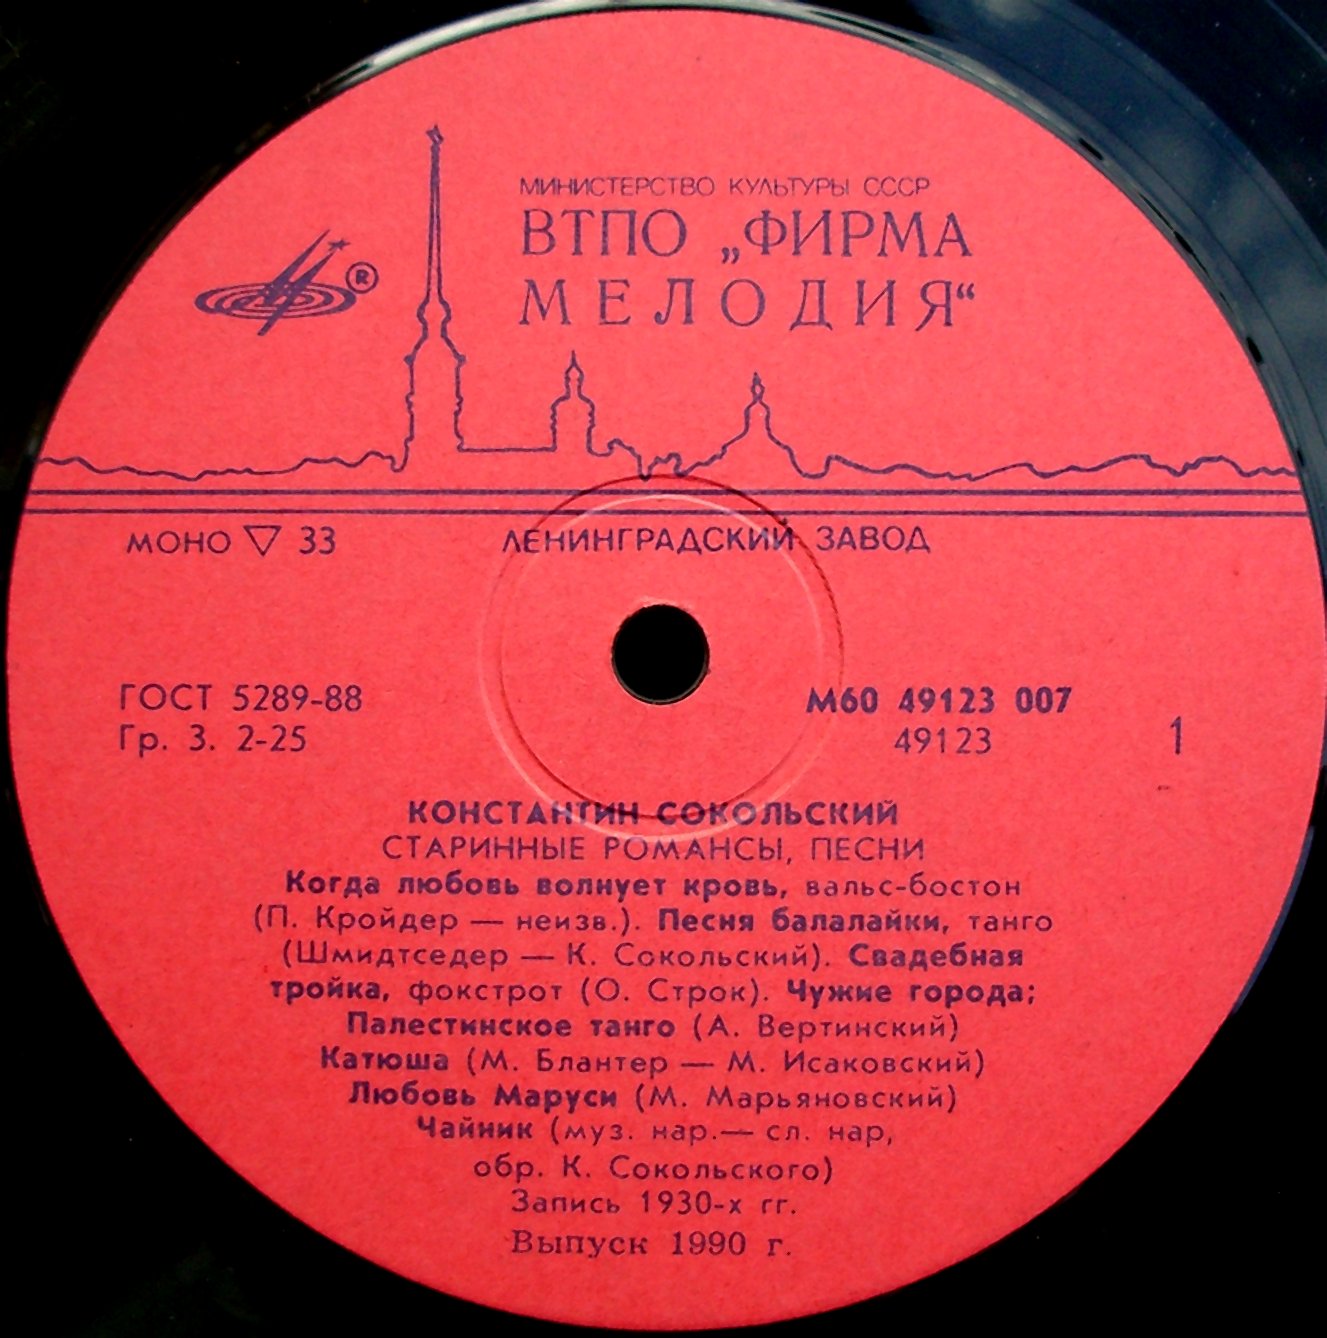 МИНИСТЕРСТВО КУЛЬТУРЫ СССР
ВТПО „ФИРМА
МЕЛОДИЯ“
®
МОНО ▽ 33
ЛЕНИНГРАДСКИЙ ЗАВОД
ГОСТ 5289-88
Гр. 3. 2-25
М60 49123 007
49123
1
КОНСТАНТИН СОКОЛЬСКИЙ
СТАРИННЫЕ РОМАНСЫ, ПЕСНИ
Когда любовь волнует кровь, вальс-бостон
(П. Кройдер — неизв.). Песня балалайки, танго
(Шмидтседер — К. Сокольский). Свадебная
тройка, фокстрот (О. Строк). Чужие города;
Палестинское танго (А. Вертинский)
Катюша (М. Блантер — М. Исаковский)
Любовь Маруси (М. Марьяновский)
Чайник (муз. нар.— сл. нар,
обр. К. Сокольского)
Запись 1930-х гг.
Выпуск 1990 г.